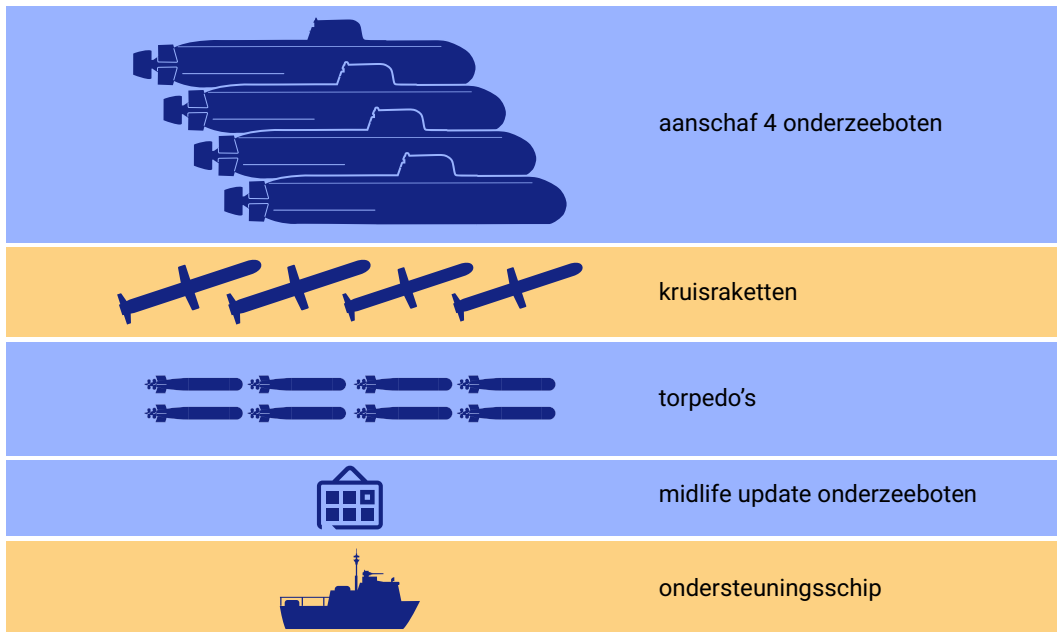 aanschaf 4 onderzeeboten
kruisraketten
torpedo’s
midlife update onderzeeboten
ondersteuningsschip